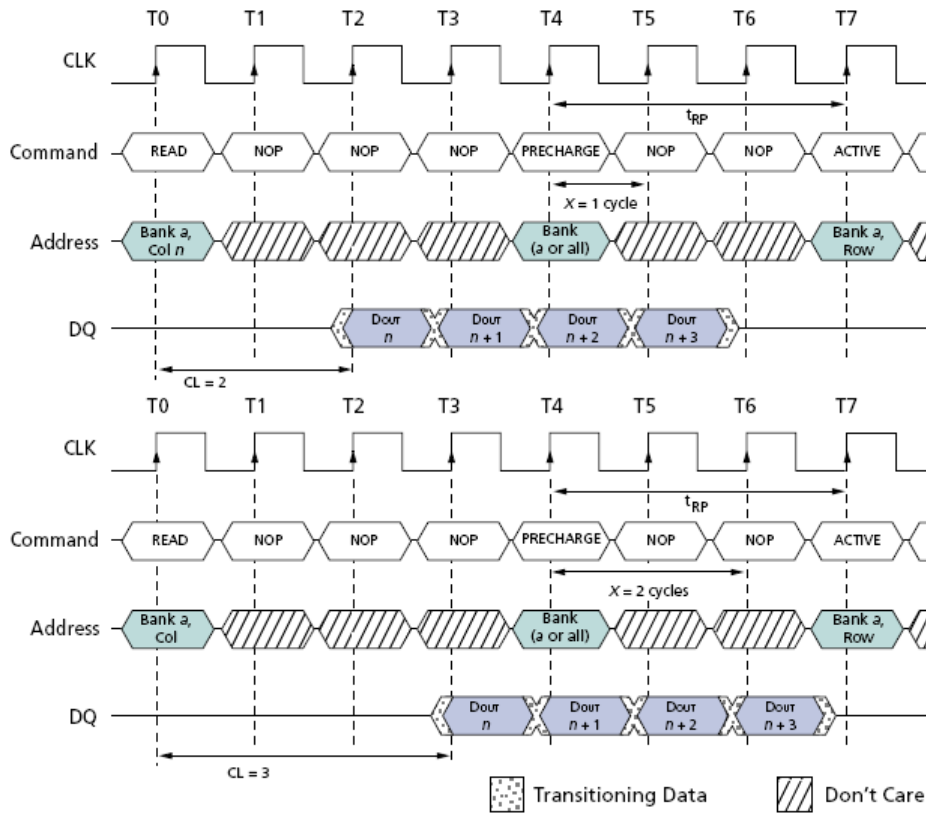 T0 T1 T2 T3 T4 T5 T6 T7
CLK
tRP
Command READ NOP NOP NOP PRECHARGE NOP NOP ACTIVE
X = 1 cycle
Address Bank a, Col n Bank (a or all) Bank a, Row
DQ DOUT n DOUT n + 1 DOUT n + 2 DOUT n + 3
CL = 2
T0 T1 T2 T3 T4 T5 T6 T7
CLK
tRP
Command READ NOP NOP NOP PRECHARGE NOP NOP ACTIVE
X = 2 cycles
Address Bank a, Col Bank (a or all) Bank a, Row
DQ DOUT n DOUT n + 1 DOUT n + 2 DOUT n + 3
CL = 3
Transitioning Data Don't Care